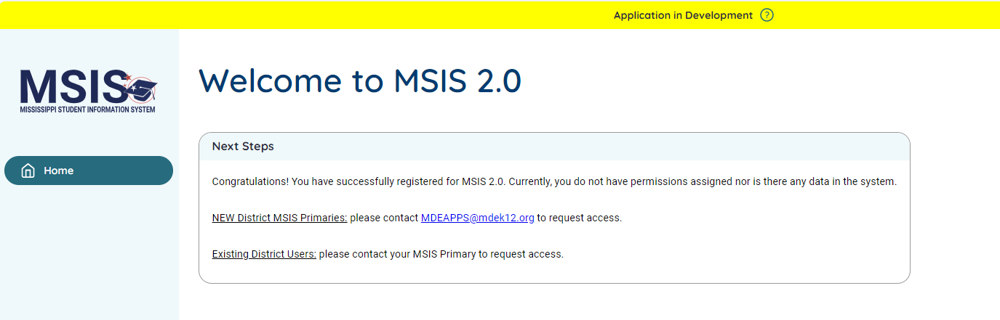 Application in Development ?
MSIS
MISSISSIPPI STUDENT INFORMATION SYSTEM
Welcome to MSIS 2.0
Home
Next Steps
Congratulations! You have successfully registered for MSIS 2.0. Currently, you do not have permissions assigned nor is there any data in the system.
NEW District MSIS Primaries: please contact MDEAPPS@mdek12.org to request access.
Existing District Users: please contact your MSIS Primary to request access.